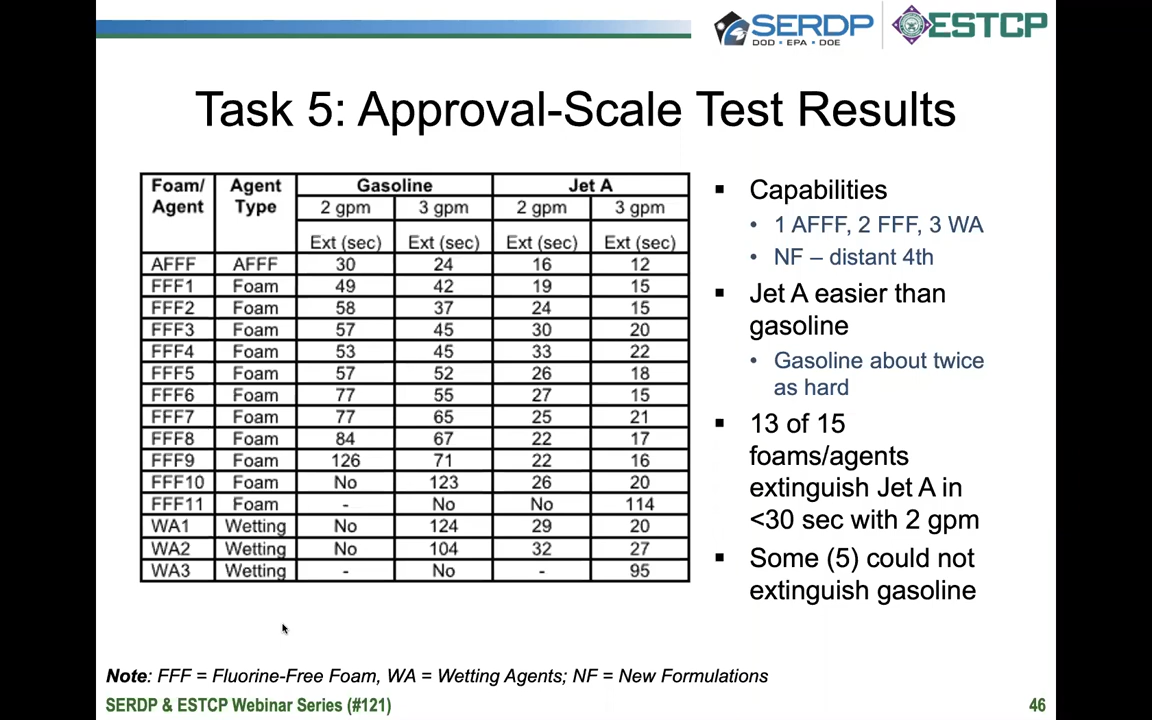 SERDP
DOD • EPA • DOE
ESTCP
Task 5: Approval-Scale Test Results
Foam/ Agent Gasoline Jet A
Agent Type 2 gpm 3 gpm 2 gpm 3 gpm
Ext (sec) Ext (sec) Ext (sec) Ext (sec)
AFFF AFFF 30 24 16 12
FFF1 Foam 49 42 19 15
FFF2 Foam 58 37 24 15
FFF3 Foam 57 45 30 20
FFF4 Foam 53 45 33 22
FFF5 Foam 57 52 26 18
FFF6 Foam 77 55 27 15
FFF7 Foam 77 65 25 21
FFF8 Foam 84 67 22 17
FFF9 Foam 126 71 22 16
FFF10 Foam No 123 26 20
FFF11 Foam - No No 114
WA1 Wetting No 124 29 20
WA2 Wetting No 104 32 27
WA3 Wetting - No - 95
▪ Capabilities
• 1 AFFF, 2 FFF, 3 WA
• NF – distant 4th
▪ Jet A easier than
gasoline
• Gasoline about twice
as hard
▪ 13 of 15
foams/agents
extinguish Jet A in
<30 sec with 2 gpm
▪ Some (5) could not
extinguish gasoline
Note: FFF = Fluorine-Free Foam, WA = Wetting Agents; NF = New Formulations
SERDP & ESTCP Webinar Series (#121)
46